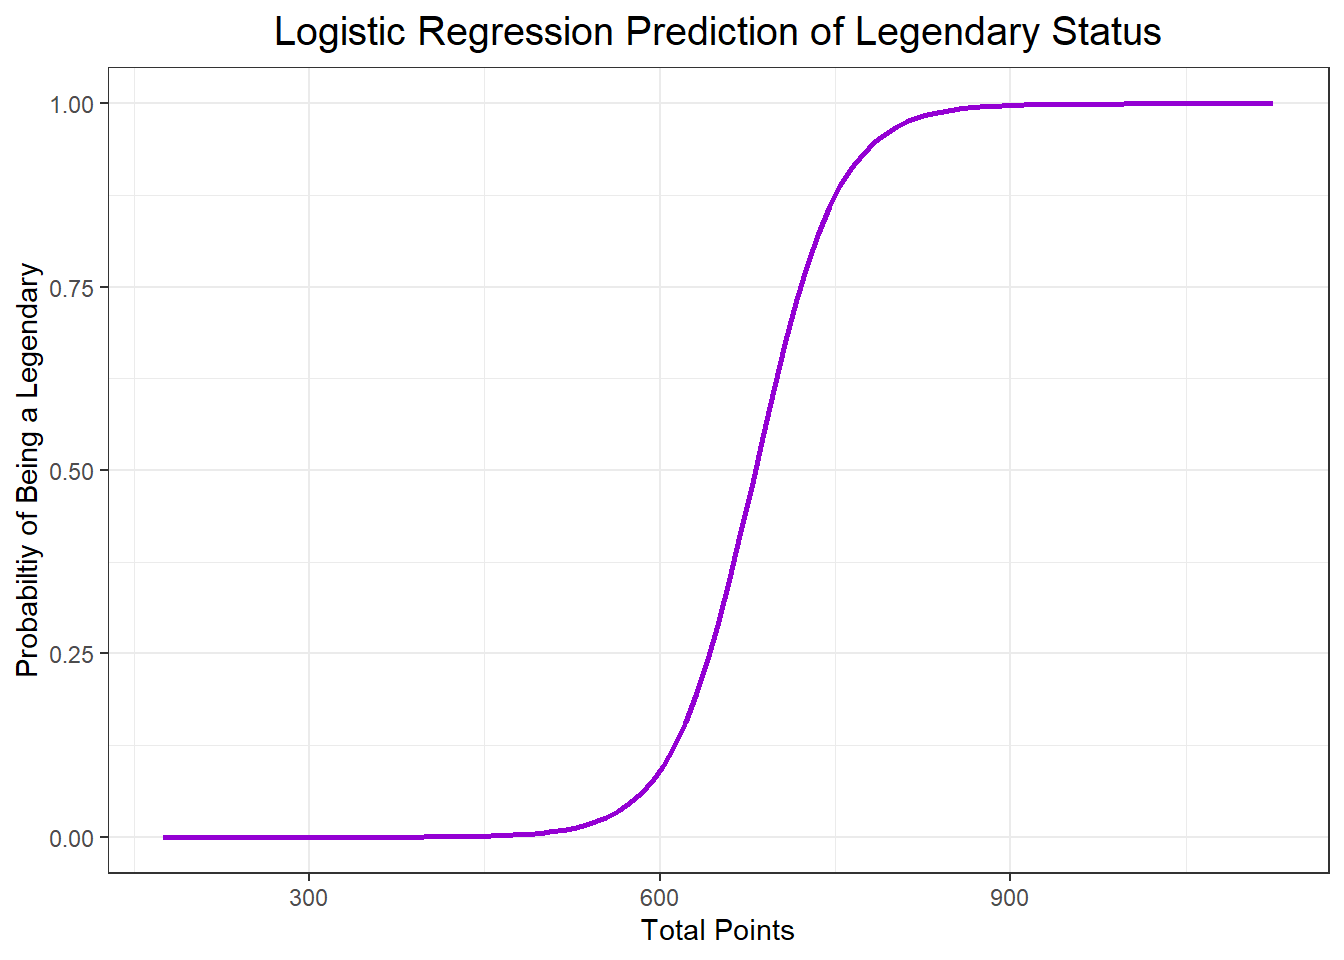 Logistic Regression Prediction of Legendary Status
1.00
0.75
0.50
0.25
0.00
Probabiltiy of Being a Legendary
300 600 900
Total Points